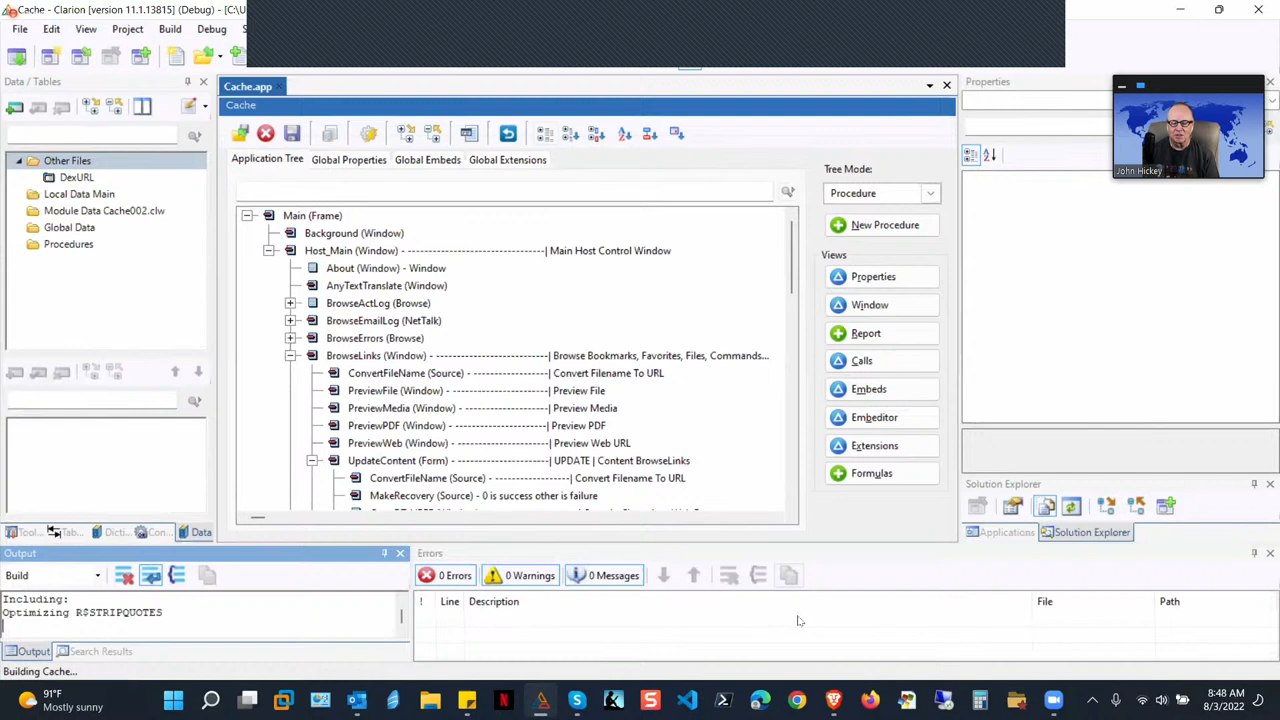 Cache - Clarion [version 11.1.13815] (Debug) - [C:\U
File Edit View Project Build Debug
Data / Tables
Other Files
DexURL
Local Data Main
Module Data Cache002.clw
Global Data
Procedures
Tool... Tab... Dicti... Con... Data
Cache.app
Cache
Application Tree Global Properties Global Embeds Global Extensions
Main (Frame)
Background (Window)
Host_Main (Window) - --------------------------------| Main Host Control Window
About (Window) - Window
AnyTextTranslate (Window)
BrowseActLog (Browse)
BrowseEmailLog (NetTalk)
BrowseErrors (Browse)
BrowseLinks (Window) - --------------------------------| Browse Bookmarks, Favorites, Files, Commands...
ConvertFileName (Source) - --------------------------| Convert Filename To URL
PreviewFile (Window) - --------------------------------| Preview File
PreviewMedia (Window) - ----------------------------| Preview Media
PreviewPDF (Window) - --------------------------------| Preview PDF
PreviewWeb (Window) - -------------------------------| Preview Web URL
UpdateContent (Form) - -------------------------------| UPDATE | Content BrowseLinks
ConvertFileName (Source) - --------------------------| Convert Filename To URL
MakeRecovery (Source) - 0 is success other is failure
Tree Mode:
Procedure
New Procedure
Views
Properties
Window
Report
Calls
Embeds
Embeditor
Extensions
Formulas
Properties
John Hickey
Solution Explorer
Applications Solution Explorer
Output
Build
Including:
Optimizing R$STRIPQUOTES
Output Search Results
Errors
0 Errors 0 Warnings 0 Messages
! Line Description File Path
Building Cache...
91°F
Mostly sunny
8:48 AM
8/3/2022